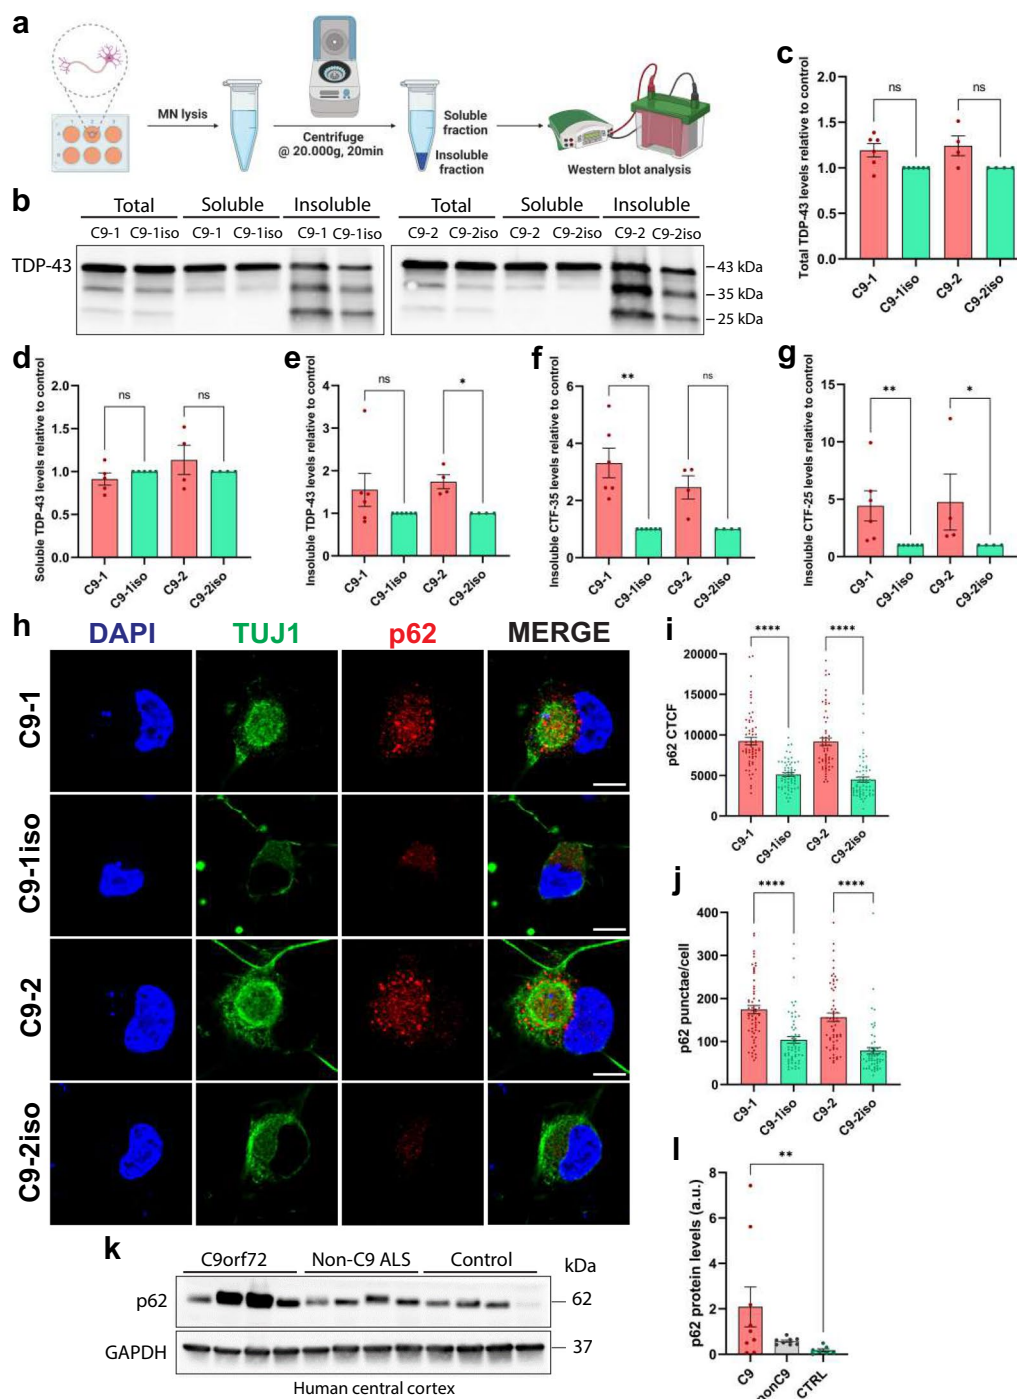 a
MN lysis
Centrifuge
@ 20.000g, 20min
Soluble
fraction
Insoluble
fraction
Western blot analysis
c
Total TDP-43 levels relative to control
2.0
1.5
1.0
0.5
0.0
ns
ns
C9-1
C9-1iso
C9-2
C9-2iso
b
Total Soluble Insoluble Total Soluble Insoluble
C9-1 C9-1iso C9-1 C9-1iso C9-1 C9-1iso C9-2 C9-2iso C9-2 C9-2iso C9-2 C9-2iso
TDP-43
43 kDa
35 kDa
25 kDa
d
Soluble TDP-43 levels relative to control
2.0
1.5
1.0
0.5
0.0
ns
ns
C9-1
C9-1iso
C9-2
C9-2iso
e
Insoluble TDP-43 levels relative to control
4
3
2
1
0
ns
*
C9-1
C9-1iso
C9-2
C9-2iso
f
Insoluble CTF-35 levels relative to control
6
4
2
0
**
ns
C9-1
C9-1iso
C9-2
C9-2iso
g
Insoluble CTF-25 levels relative to control
15
10
5
0
**
*
C9-1
C9-1iso
C9-2
C9-2iso
h
DAPI TUJ1 p62 MERGE
C9-1
C9-1iso
C9-2
C9-2iso
i
p62 CTCF
20000
15000
10000
5000
0
****
****
C9-1
C9-1iso
C9-2
C9-2iso
j
p62 punctae/cell
400
300
200
100
0
****
****
C9-1
C9-1iso
C9-2
C9-2iso
k
C9orf72 Non-C9 ALS Control kDa
p62 62
GAPDH 37
Human central cortex
l
p62 protein levels (a.u.)
8
6
4
2
0
**
C9
nonC9
CTRL